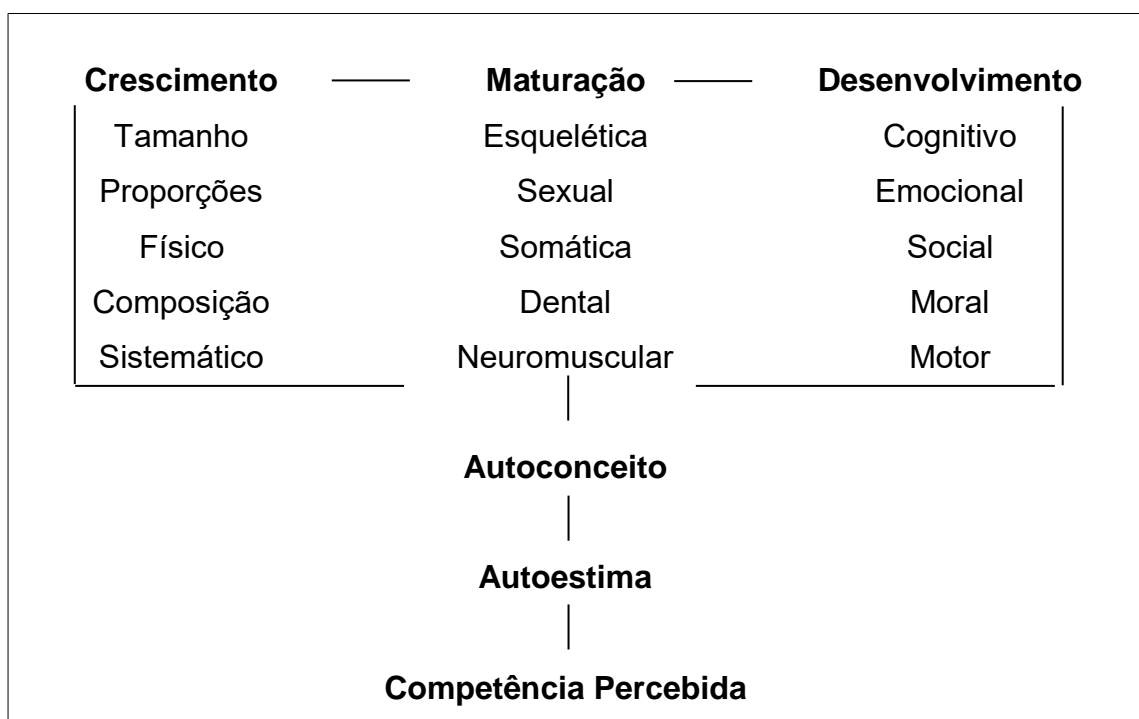 Crescimento Maturação Desenvolvimento
Tamanho Esquelética Cognitivo
Proporções Sexual Emocional
Físico Somática Social
Composição Dental Moral
Sistemático Neuromuscular Motor
Autoconceito
Autoestima
Competência Percebida